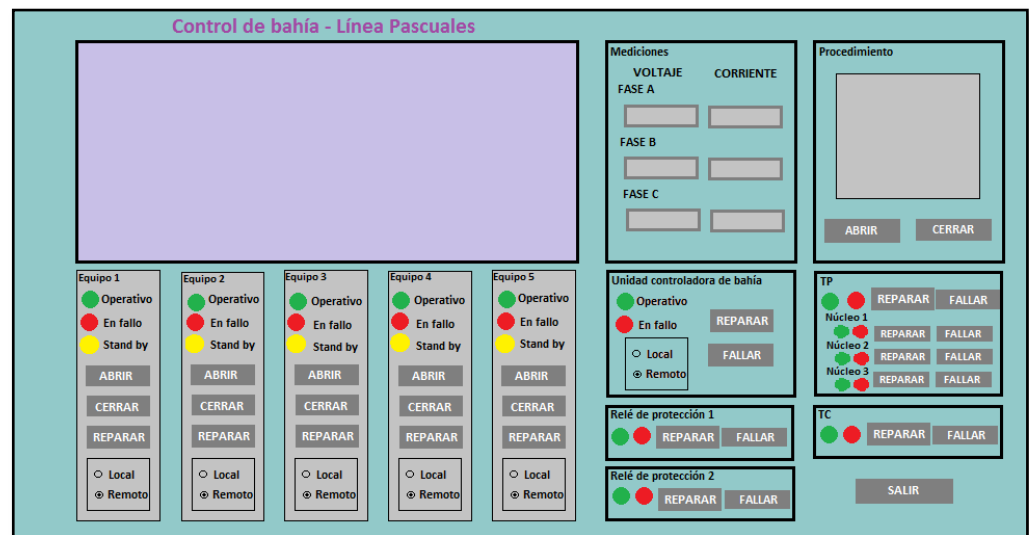 Control de bahía - Línea Pascuales
Mediciones
VOLTAJE CORRIENTE
FASE A
FASE B
FASE C
Procedimiento
ABRIR CERRAR
Equipo 1
Operativo
En fallo
Stand by
ABRIR
CERRAR
REPARAR
Local
Remoto
Equipo 2
Operativo
En fallo
Stand by
ABRIR
CERRAR
REPARAR
Local
Remoto
Equipo 3
Operativo
En fallo
Stand by
ABRIR
CERRAR
REPARAR
Local
Remoto
Equipo 4
Operativo
En fallo
Stand by
ABRIR
CERRAR
REPARAR
Local
Remoto
Equipo 5
Operativo
En fallo
Stand by
ABRIR
CERRAR
REPARAR
Local
Remoto
Unidad controladora de bahía
Operativo
En fallo
REPARAR
Local
Remoto
FALLAR
TP
REPARAR FALLAR
Núcleo 1
REPARAR FALLAR
Núcleo 2
REPARAR FALLAR
Núcleo 3
REPARAR FALLAR
Relé de protección 1
REPARAR FALLAR
TC
REPARAR FALLAR
Relé de protección 2
REPARAR FALLAR
SALIR